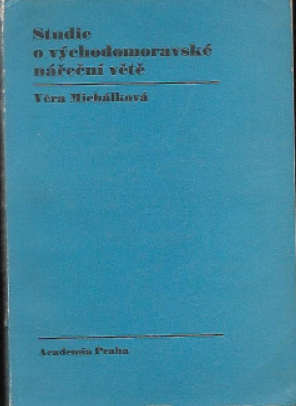 Studie
o východomoravské
nářeční větě
Věra Michálková
Academia Praha